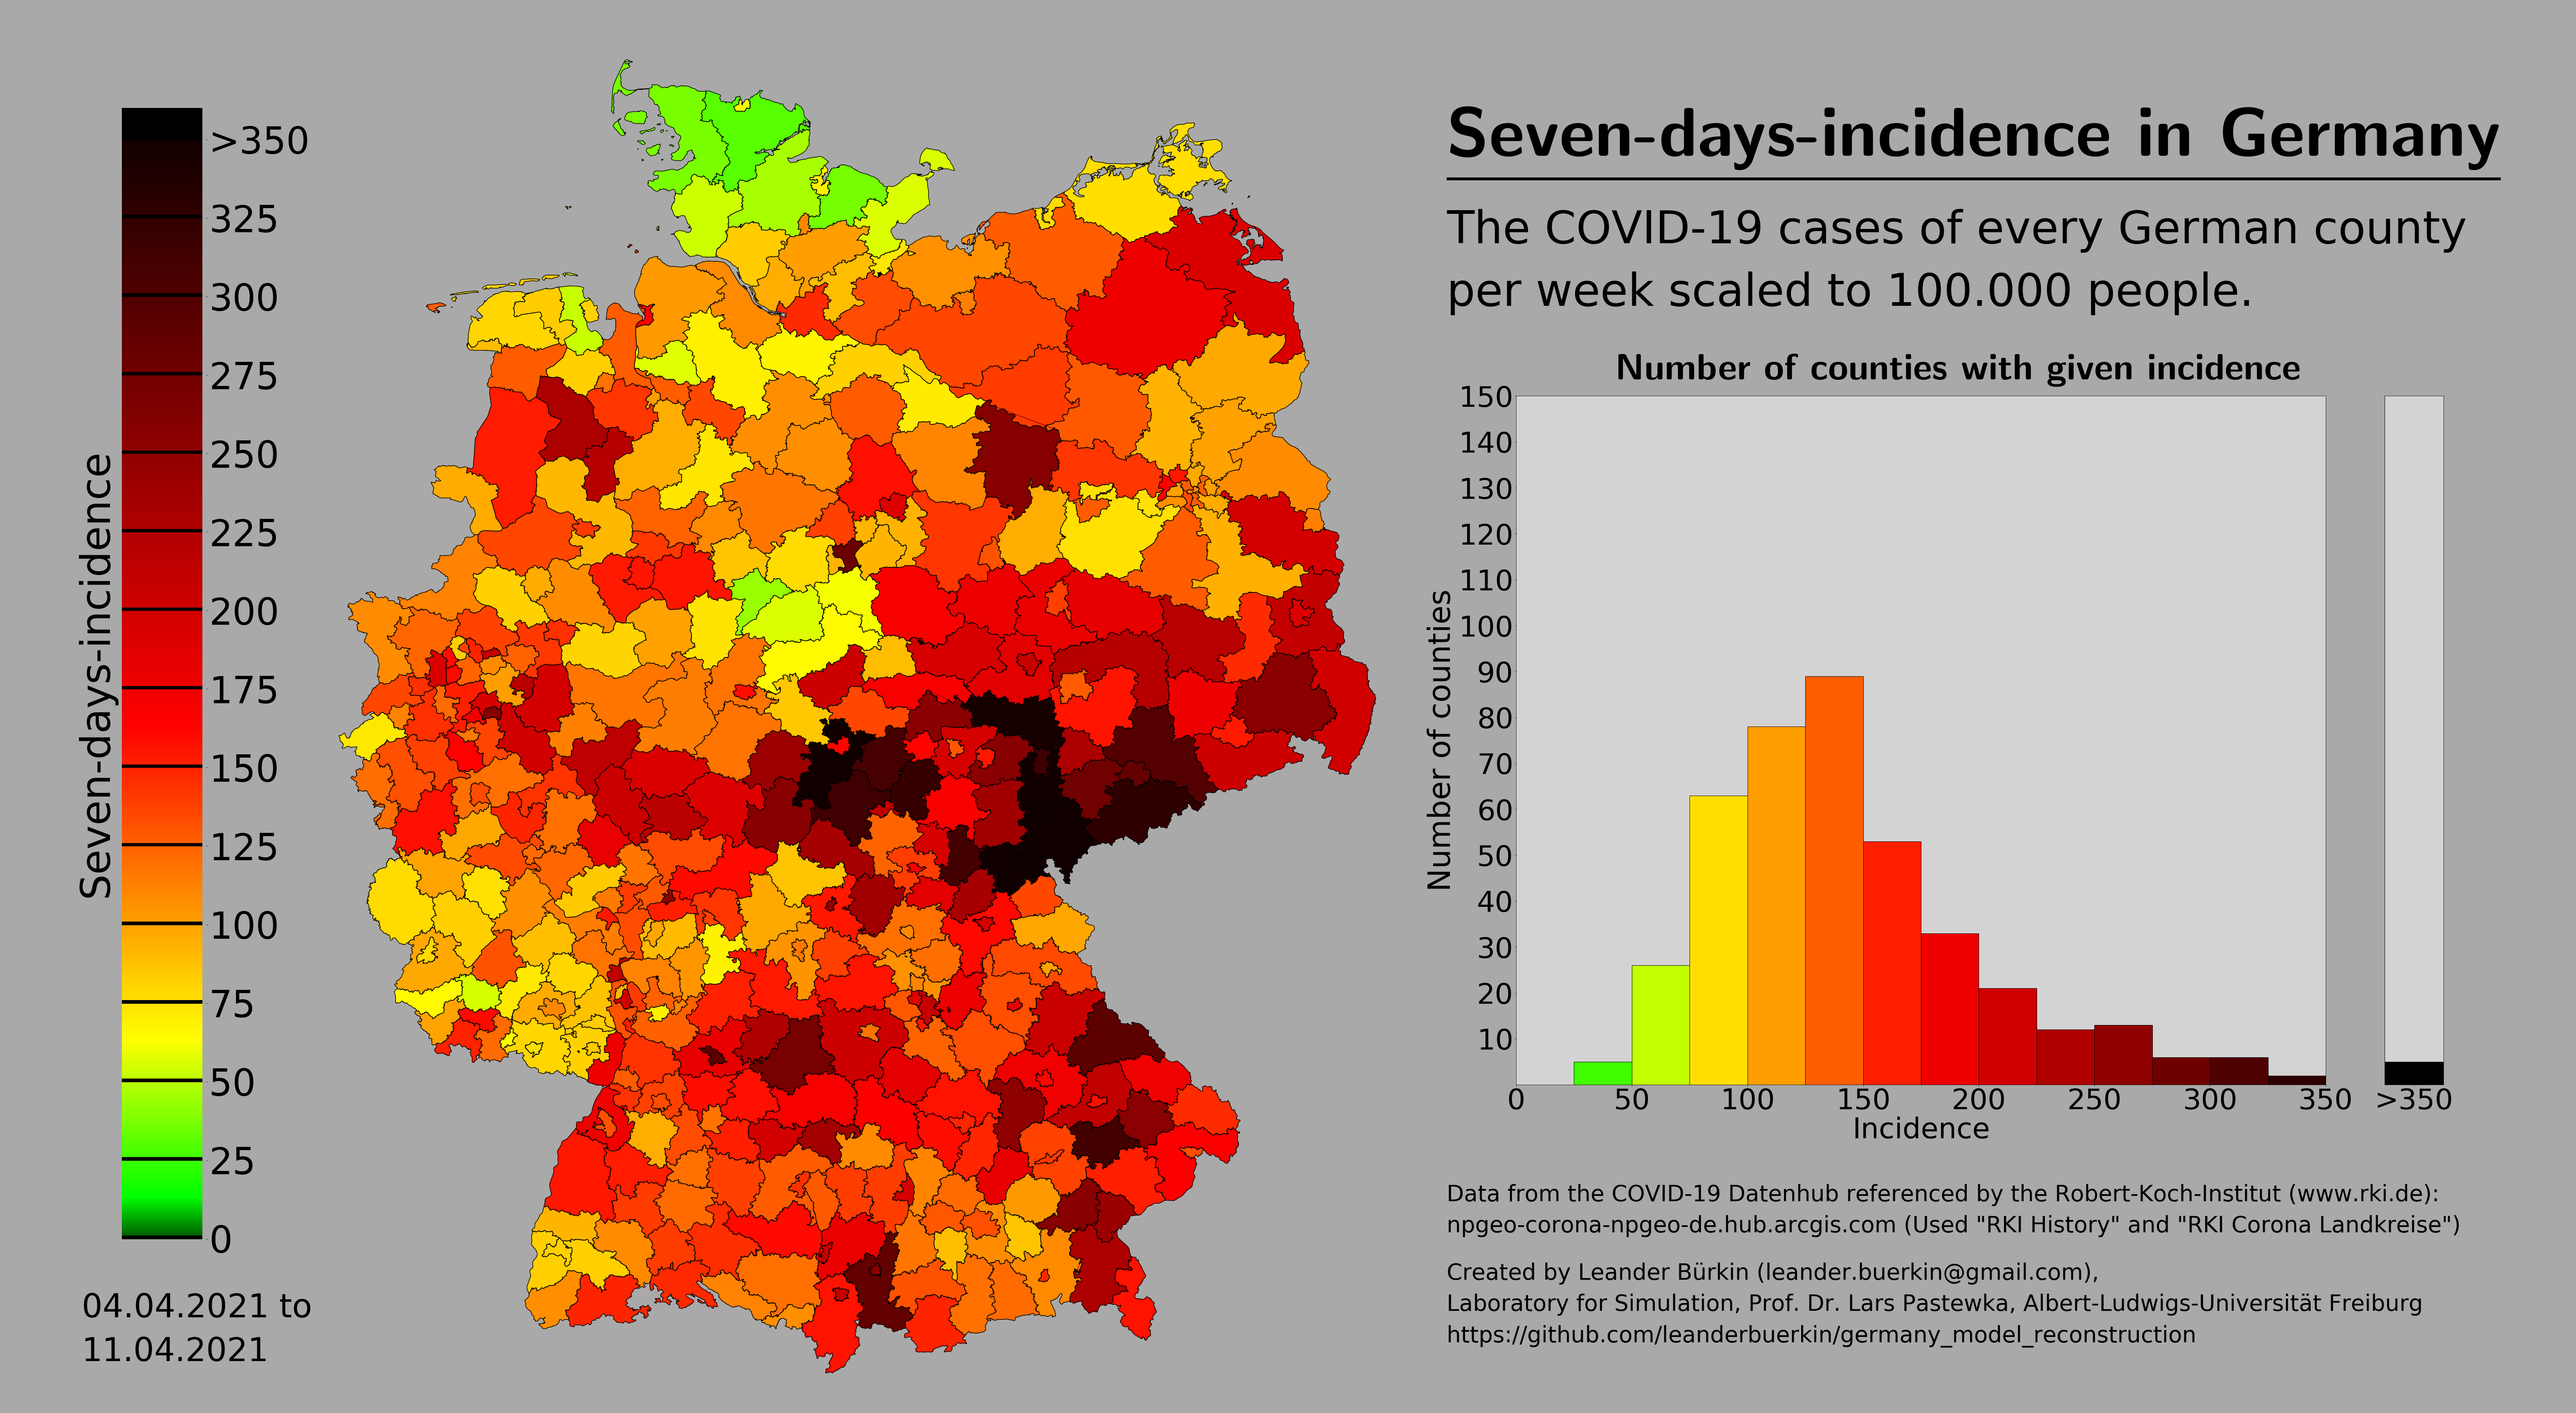 Seven-days-incidence in Germany
The COVID-19 cases of every German county
per week scaled to 100.000 people.
>350
325
300
275
250
225
200
175
150
125
100
75
50
25
0
Seven-days-incidence
04.04.2021 to
11.04.2021
Number of counties with given incidence
150
140
130
120
110
100
90
80
70
60
50
40
30
20
10
Number of counties
0 50 100 150 200 250 300 350 >350
Incidence
Data from the COVID-19 Datenhub referenced by the Robert-Koch-Institut (www.rki.de):
npgeo-corona-npgeo-de.hub.arcgis.com (Used "RKI History" and "RKI Corona Landkreise")
Created by Leander Bürkin (leander.buerkin@gmail.com),
Laboratory for Simulation, Prof. Dr. Lars Pastewka, Albert-Ludwigs-Universität Freiburg
https://github.com/leanderbuerkin/germany_model_reconstruction